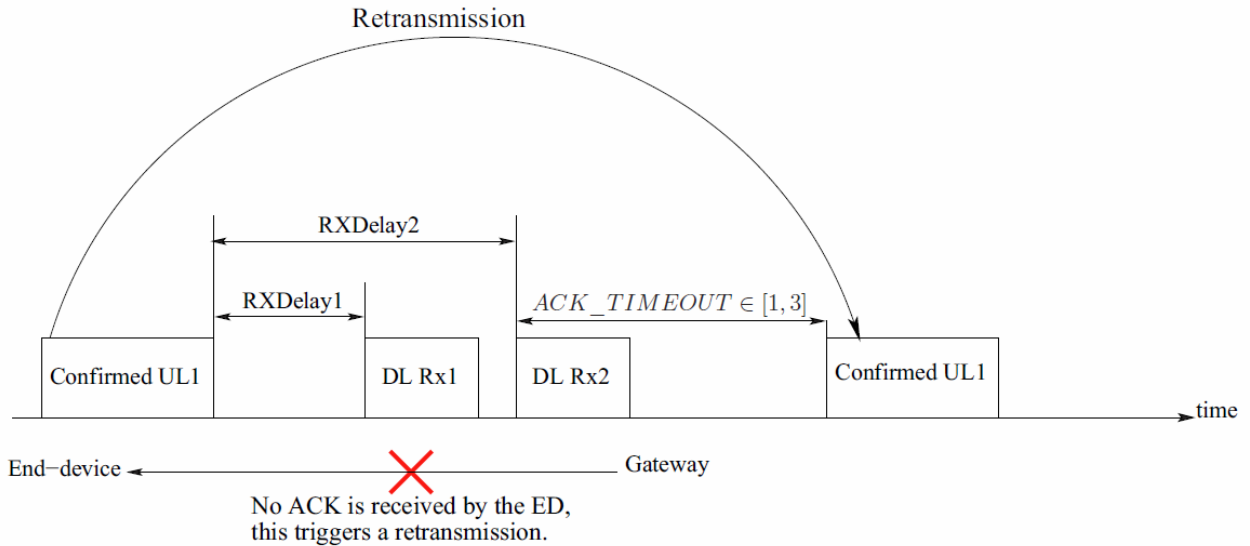 Retransmission
RXDelay2
RXDelay1
ACK_TIMEOUT ∈ [1, 3]
Confirmed UL1
DL Rx1
DL Rx2
Confirmed UL1
time
End−device
Gateway
No ACK is received by the ED,
this triggers a retransmission.